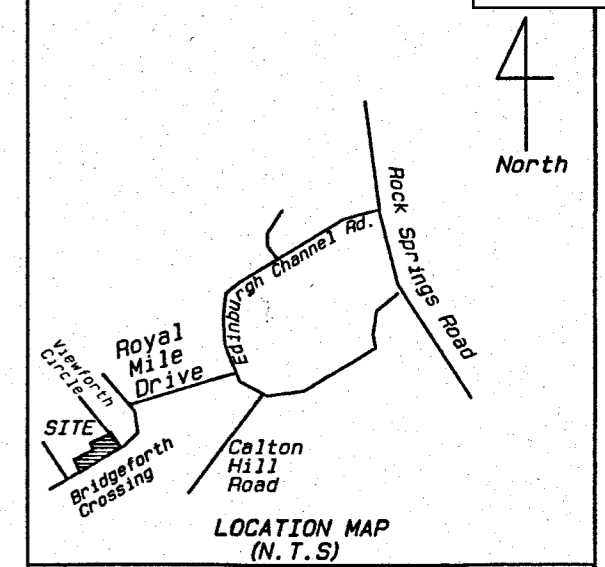 North
Rock Springs Road
Edinburgh Channel Rd.
Royal
Mile
Drive
Viewforth
Circle
SITE
Bridgeforth
Crossing
Calton
Hill
Road
LOCATION MAP
(N.T.S)